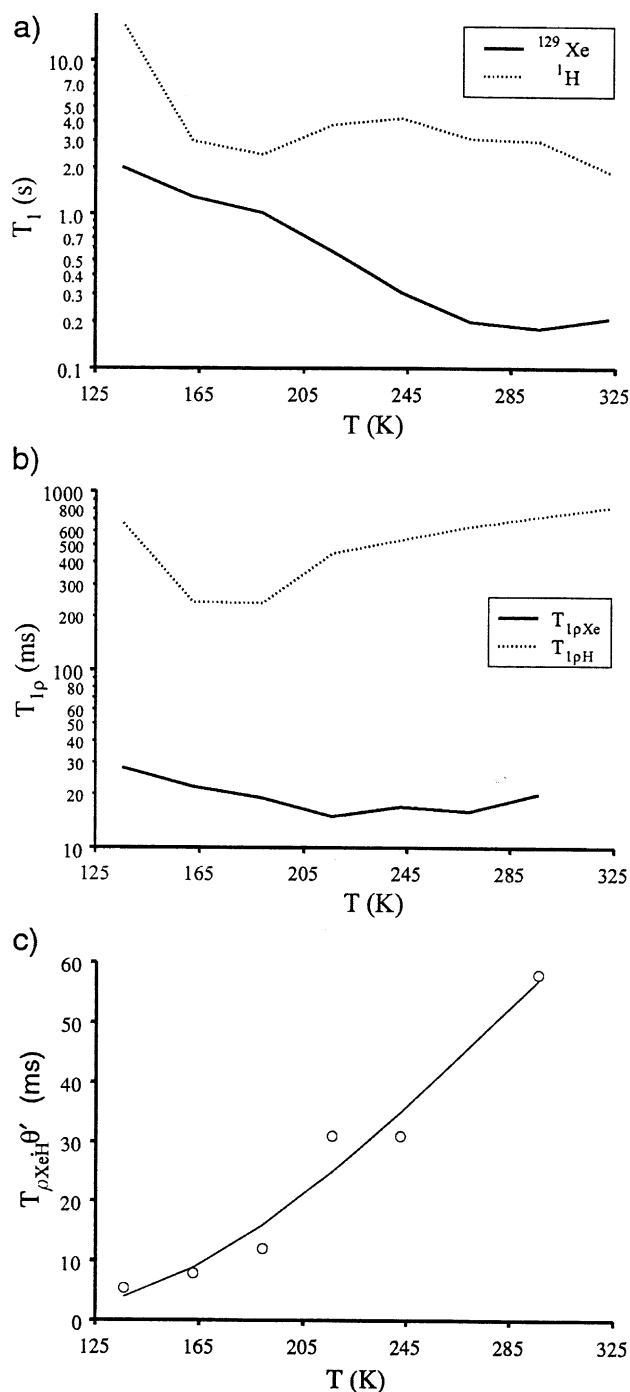 a)
129 Xe
1H
10.0
7.0
5.0
4.0
3.0
2.0
1.0
0.7
0.5
0.4
0.3
0.2
0.1
T1 (s)
125 165 205 245 285 325
T (K)
b)
1000
800
600
500
400
300
200
100
80
60
50
40
30
20
10
T1ρ (ms)
T1ρXe
T1ρH
125 165 205 245 285 325
T (K)
c)
60
50
40
30
20
10
0
TρXeH θ′ (ms)
125 165 205 245 285 325
T (K)